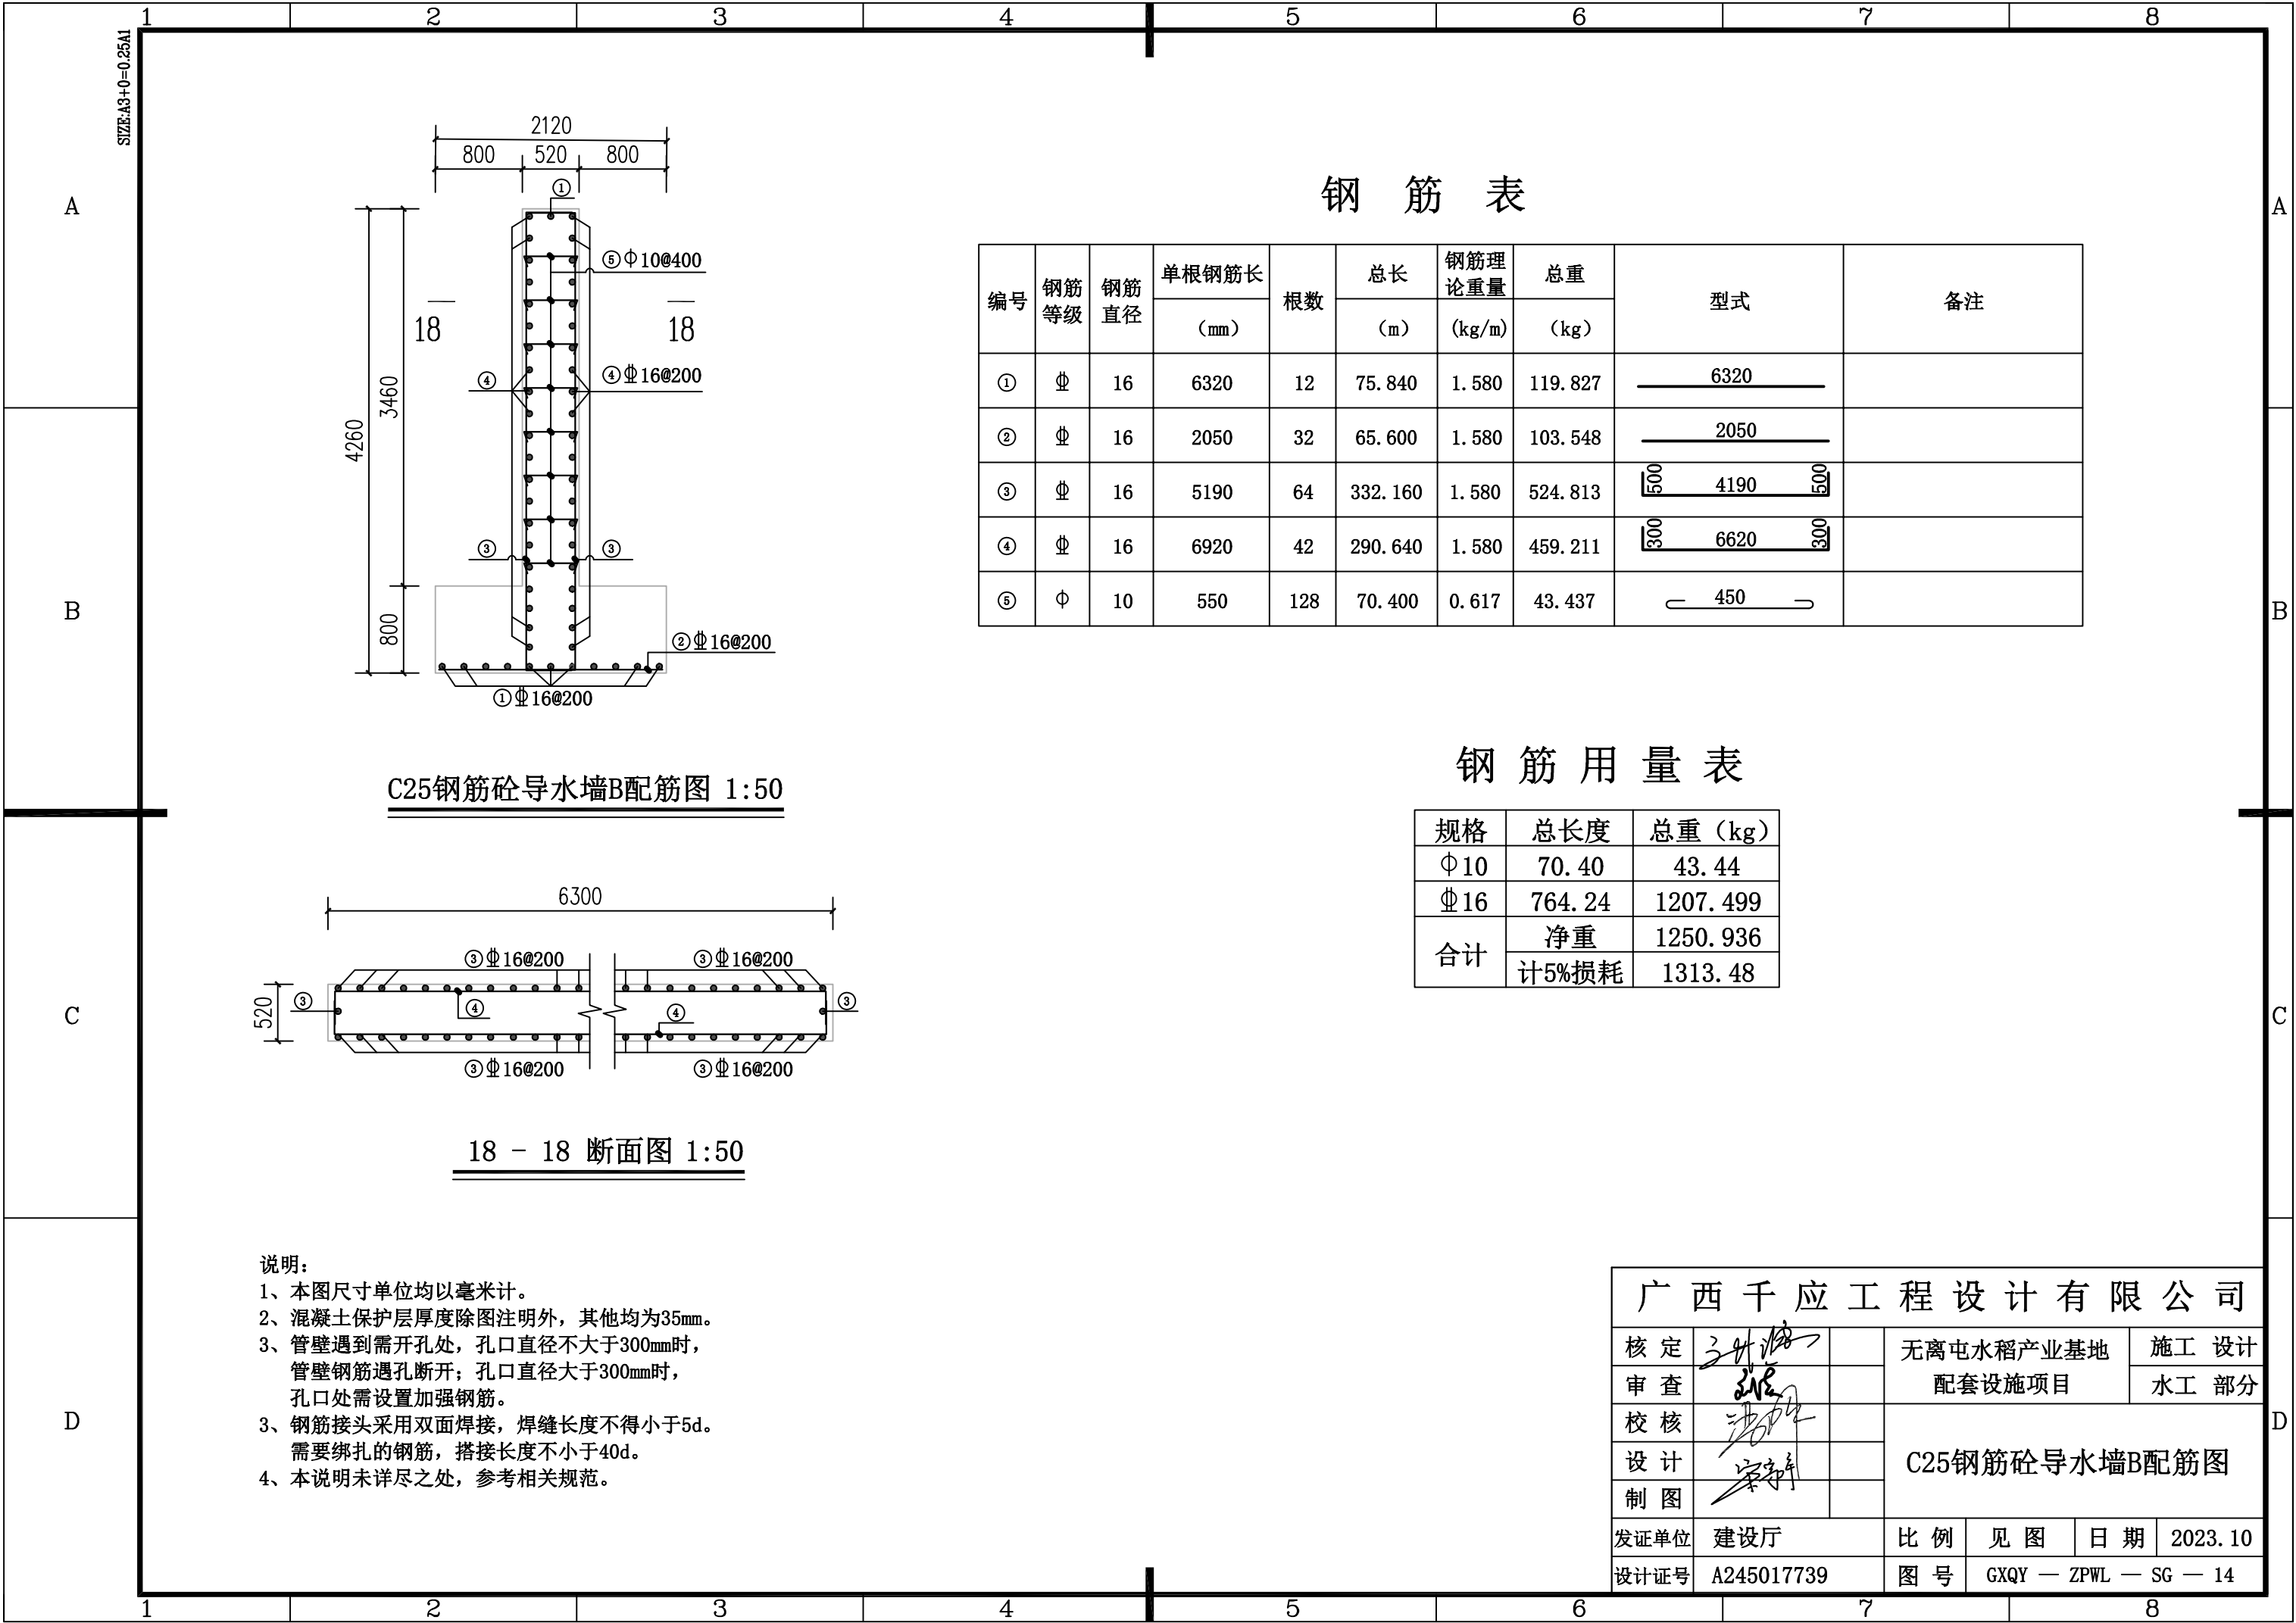 1 2 3 4 5 6 7 8
SIZE:A3+0=0.25A1
A A
B B
C C
D D
2120
800 520 800
①
⑤Φ10@400
18 18
④ ④Φ16@200
3460
4260
③ ③
800
②Φ16@200
①Φ16@200
C25钢筋砼导水墙B配筋图 1:50
6300
③Φ16@200 ③Φ16@200
520
③ ④ ④ ③
③Φ16@200 ③Φ16@200
18 - 18 断面图 1:50
说明:
1、本图尺寸单位均以毫米计。
2、混凝土保护层厚度除图注明外，其他均为35mm。
3、管壁遇到需开孔处，孔口直径不大于300mm时，
管壁钢筋遇孔断开；孔口直径大于300mm时，
孔口处需设置加强钢筋。
3、钢筋接头采用双面焊接，焊缝长度不得小于5d。
需要绑扎的钢筋，搭接长度不小于40d。
4、本说明未详尽之处，参考相关规范。
钢 筋 表
编号 钢筋等级 钢筋直径 单根钢筋长（mm） 根数 总长（m） 钢筋理论重量(kg/m) 总重（kg） 型式 备注
① Φ 16 6320 12 75.840 1.580 119.827 6320
② Φ 16 2050 32 65.600 1.580 103.548 2050
③ Φ 16 5190 64 332.160 1.580 524.813 500 4190 500
④ Φ 16 6920 42 290.640 1.580 459.211 300 6620 300
⑤ Φ 10 550 128 70.400 0.617 43.437 450
钢 筋 用 量 表
规格 总长度 总重（kg）
Φ10 70.40 43.44
Φ16 764.24 1207.499
合计 净重 1250.936
计5%损耗 1313.48
广西千应工程设计有限公司
核 定
审 查
校 核
设 计
制 图
无离屯水稻产业基地
配套设施项目
施工 设计
水工 部分
C25钢筋砼导水墙B配筋图
发证单位 建设厅 比 例 见 图 日 期 2023.10
设计证号 A245017739 图 号 GXQY — ZPWL — SG — 14
1 2 3 4 5 6 7 8